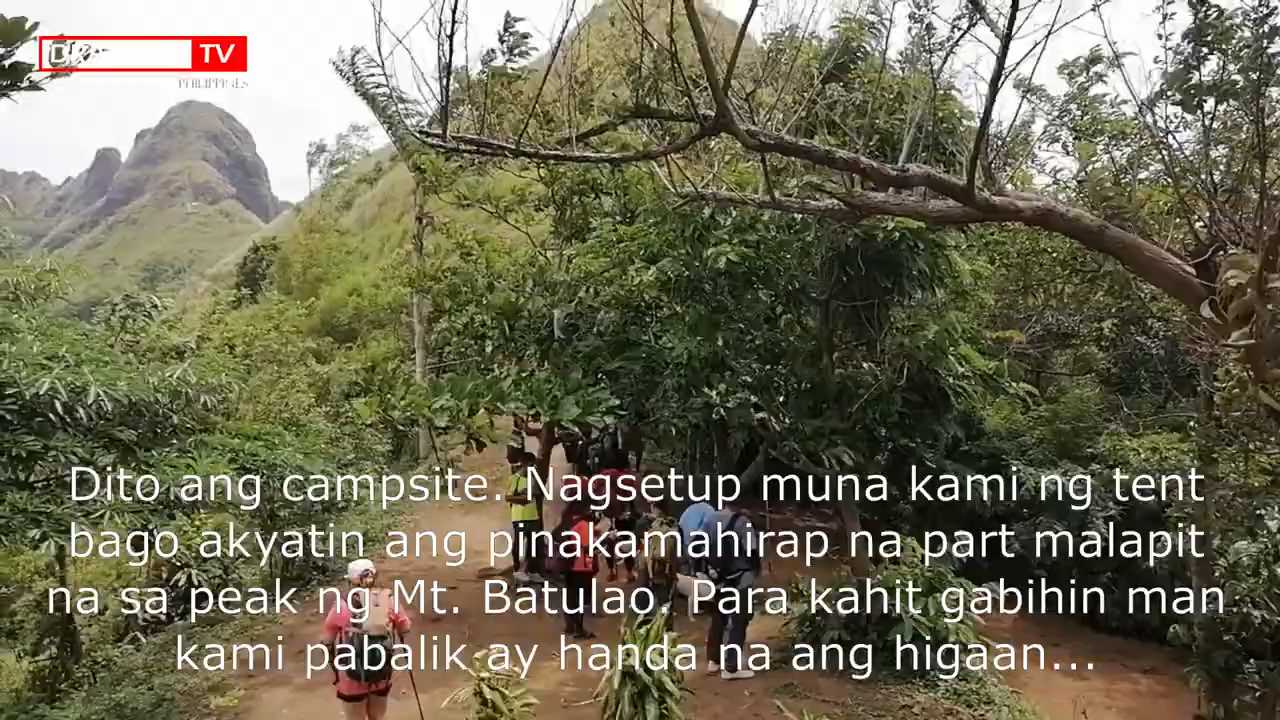 TV
PHILIPPINES
Dito ang campsite. Nagsetup muna kami ng tent
bago akyatin ang pinakamahirap na part malapit
na sa peak ng Mt. Batulao. Para kahit gabihin man
kami pabalik ay handa na ang higaan...